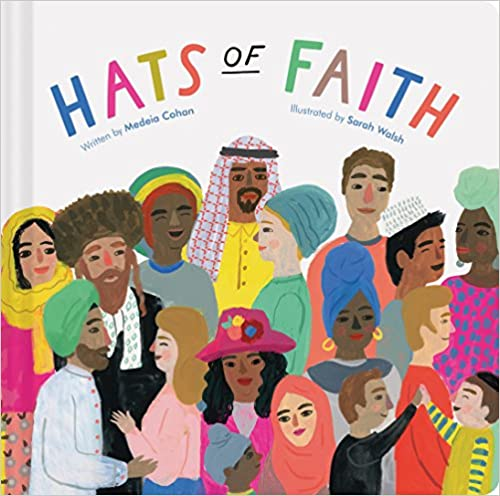 HATS OF FAITH
Written by Medeia Cohan
Illustrated by Sarah Walsh